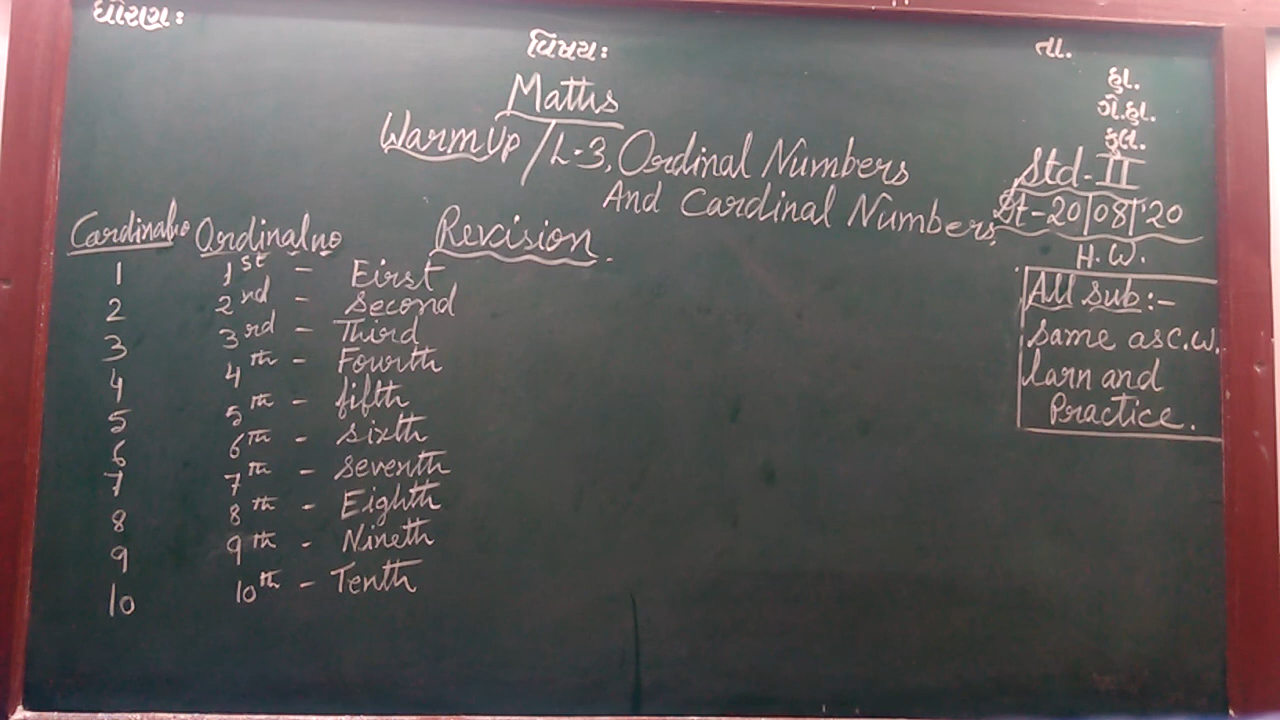 ધોરણ:
વિષય:
તા.
હા.
ગે.હા.
કુલ.
Maths
Warm Up / L-3, Ordinal Numbers
And Cardinal Numbers
Std - II
Dt - 20/08/'20
Revision
H.W.
All Sub:-
Same as C.W.
larn and
Practice.
Cardinal no Ordinal no
1 1st - Eirst
2 2nd - Second
3 3rd - Third
4 4th - Fourth
5 5th - fifth
6 6th - sixth
7 7th - seventh
8 8th - Eighth
9 9th - Nineth
10 10th - Tenth